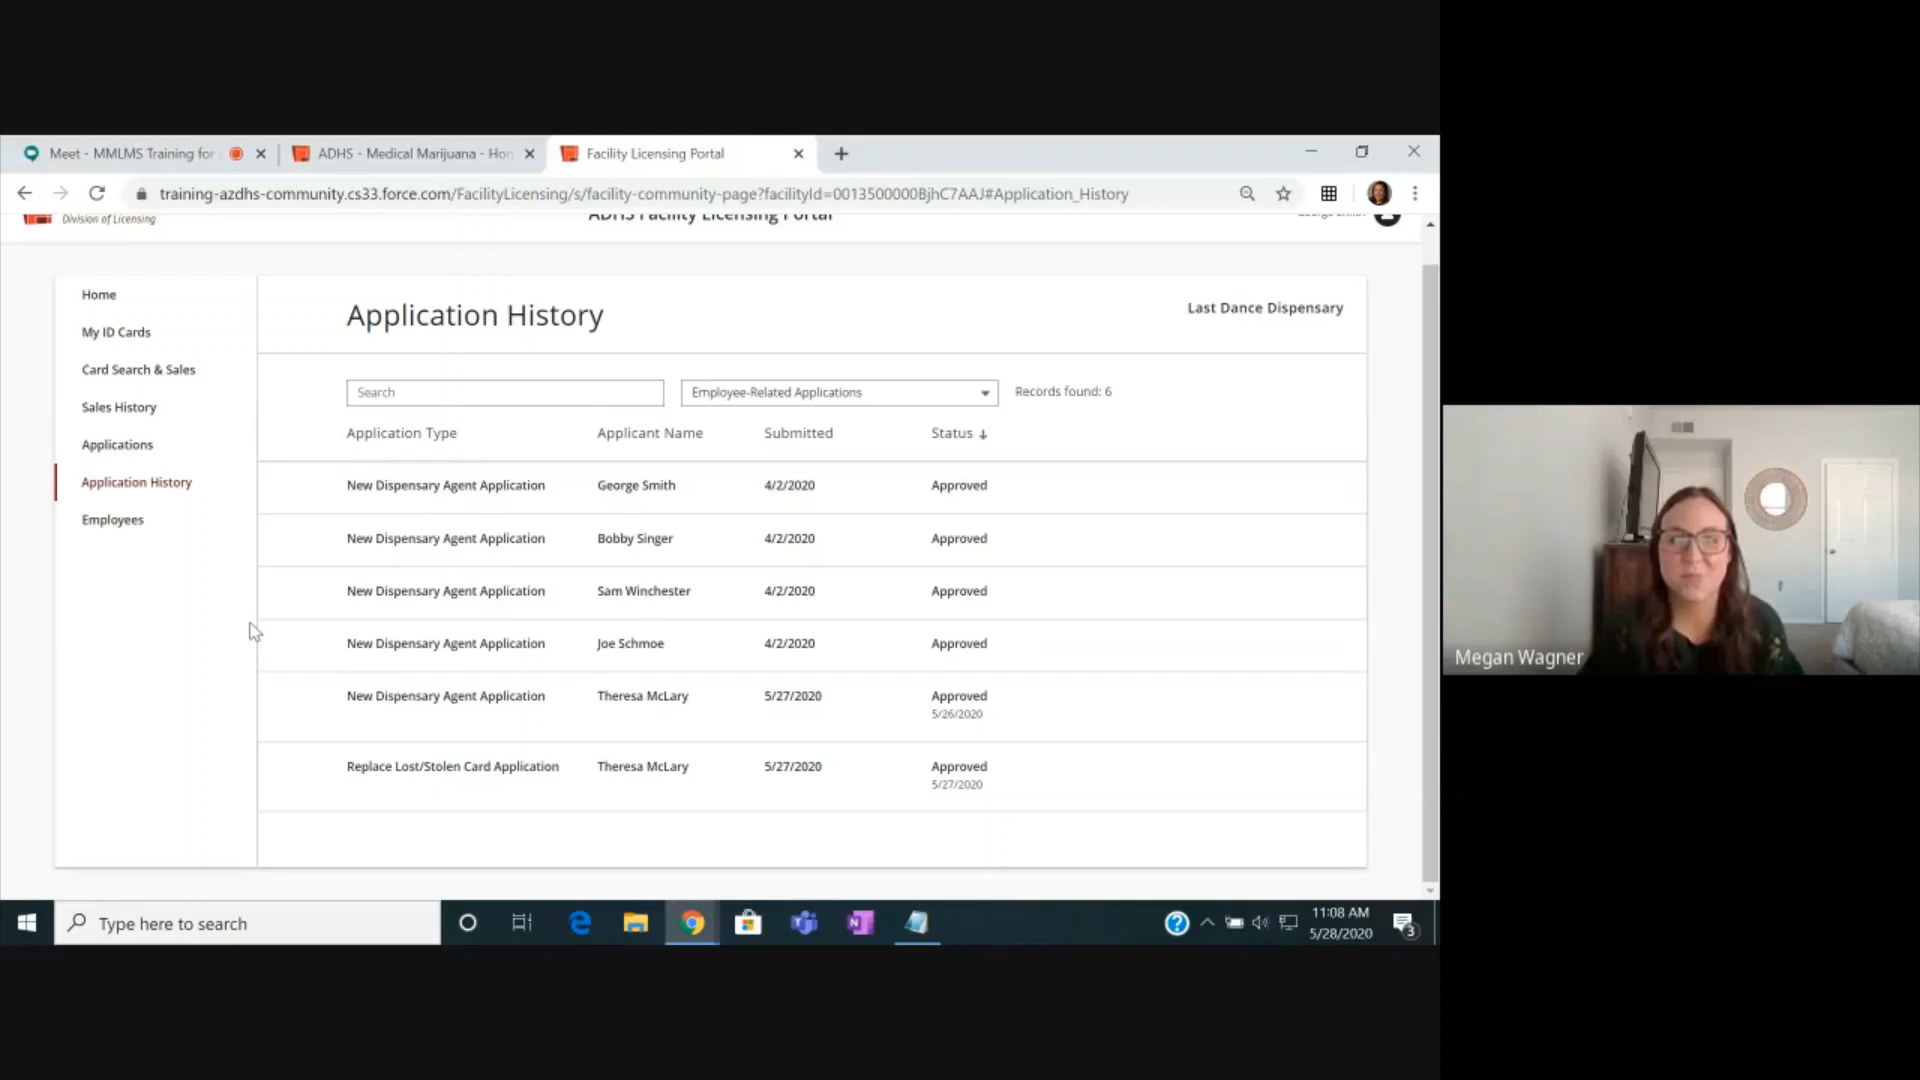 Meet - MMLMS Training for
ADHS - Medical Marijuana - Hon
Facility Licensing Portal
training-azdhs-community.cs33.force.com/FacilityLicensing/s/facility-community-page?facilityId=0013500000BjhC7AAJ#Application_History
Division of Licensing
ADHS Facility Licensing Portal
Home
My ID Cards
Card Search & Sales
Sales History
Applications
Application History
Employees
Application History
Last Dance Dispensary
Search
Employee-Related Applications
Records found: 6
Application Type Applicant Name Submitted Status
New Dispensary Agent Application George Smith 4/2/2020 Approved
New Dispensary Agent Application Bobby Singer 4/2/2020 Approved
New Dispensary Agent Application Sam Winchester 4/2/2020 Approved
New Dispensary Agent Application Joe Schmoe 4/2/2020 Approved
New Dispensary Agent Application Theresa McLary 5/27/2020 Approved
5/26/2020
Replace Lost/Stolen Card Application Theresa McLary 5/27/2020 Approved
5/27/2020
Megan Wagner
Type here to search
11:08 AM
5/28/2020
3